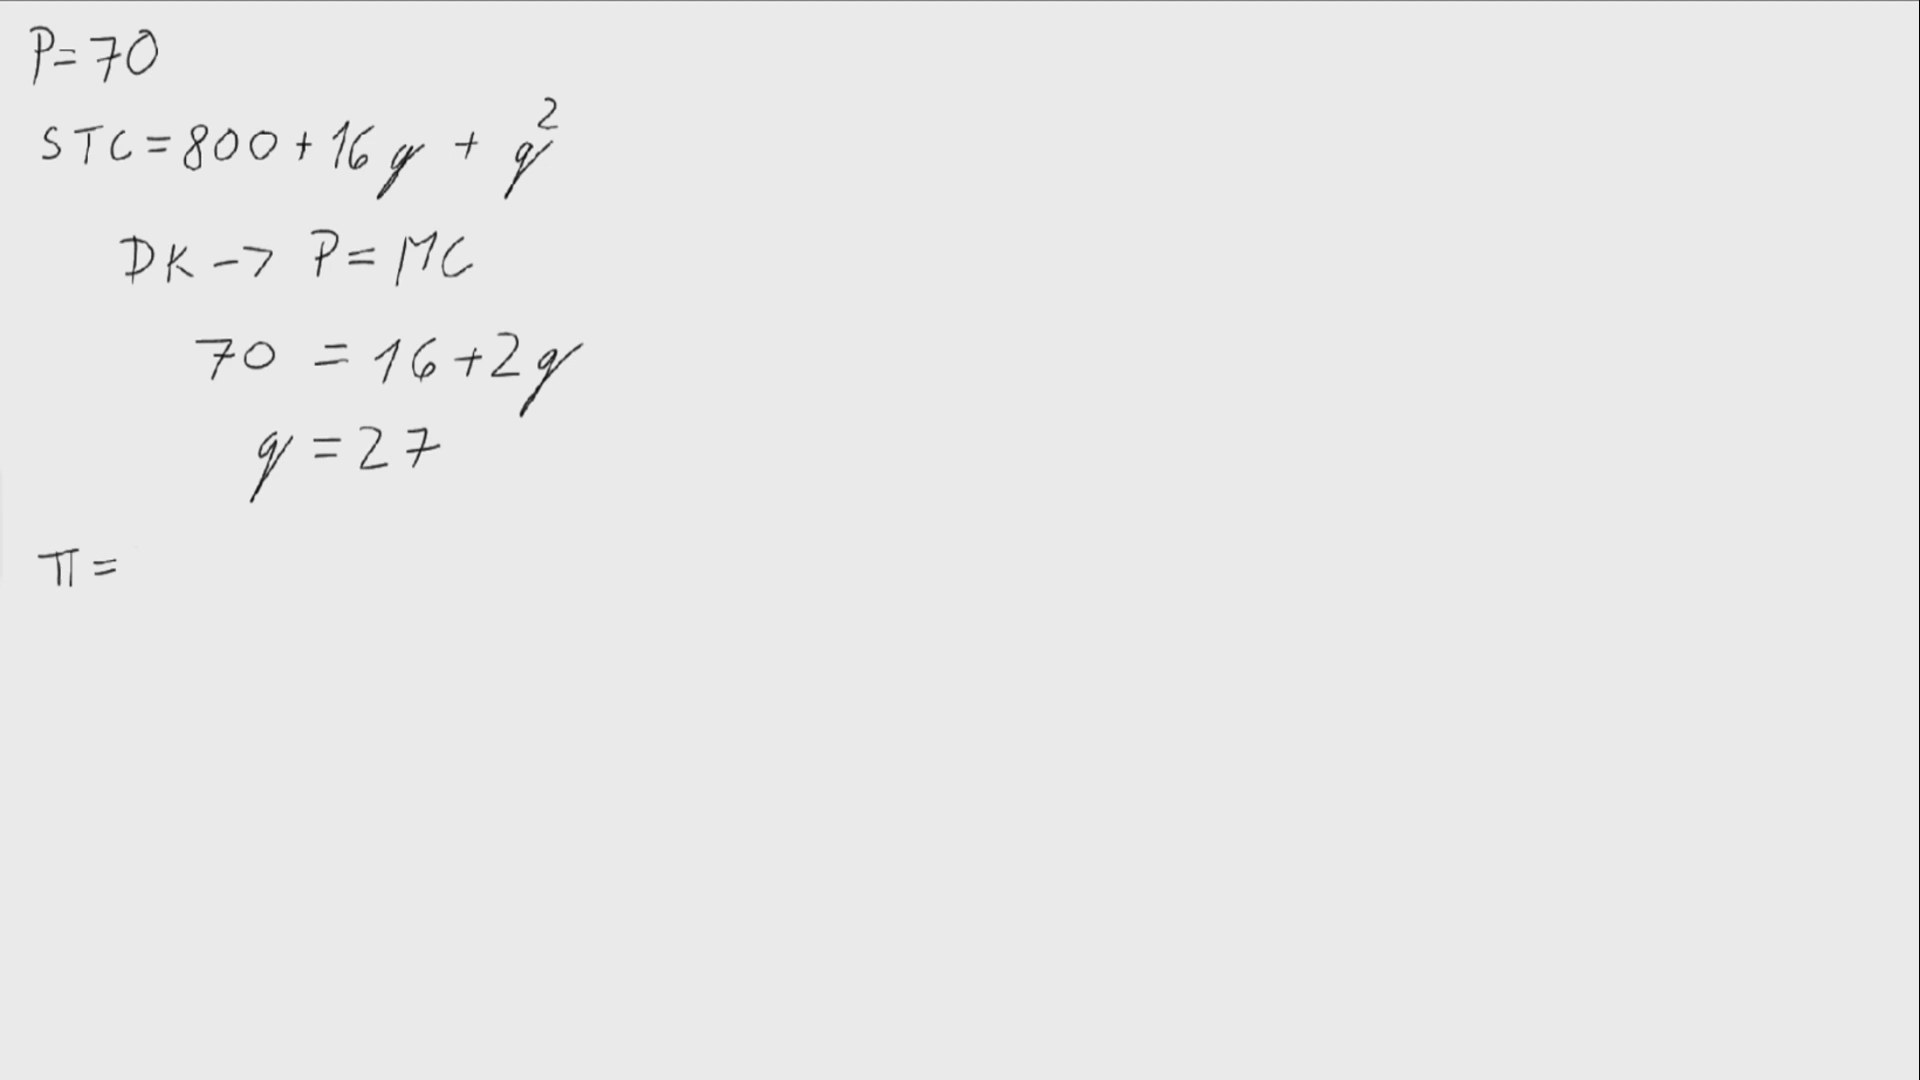 P=70
STC=800+16q+q²
DK -> P=MC
70 = 16+2q
q=27
π=